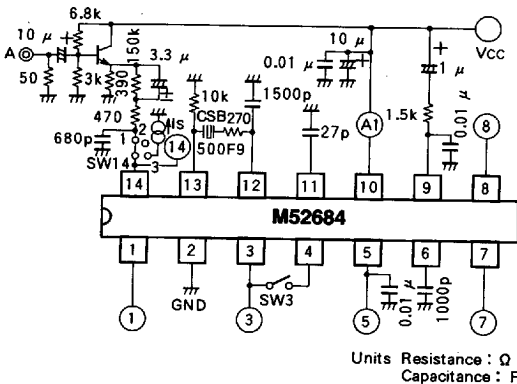 6.8k
150k
10 μ
3.3 μ
A
50
3k
390
470
680p
SW14
1
2
3
Is
14
10k
CSB
500F9
270
1500p
27p
0.01 μ
10 μ
A1
Vcc
1 μ
1.5k
0.01 μ
8
14
13
12
11
10
9
8
M52684
1
2
3
4
5
6
7
GND
SW3
0.01 μ
1000p
1
3
5
7
Units Resistance : Ω
Capacitance : F